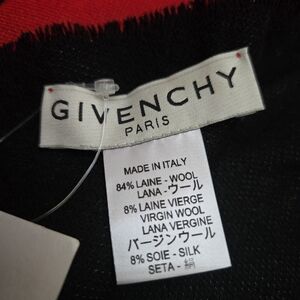 GIVENCHY
PARIS
MADE IN ITALY
84% LAINE - WOOL
LANA - ウール
8% LAINE VIERGE
VIRGIN WOOL
LANA VERGINE
バージンウール
8% SOIE - SILK
SETA - 絹